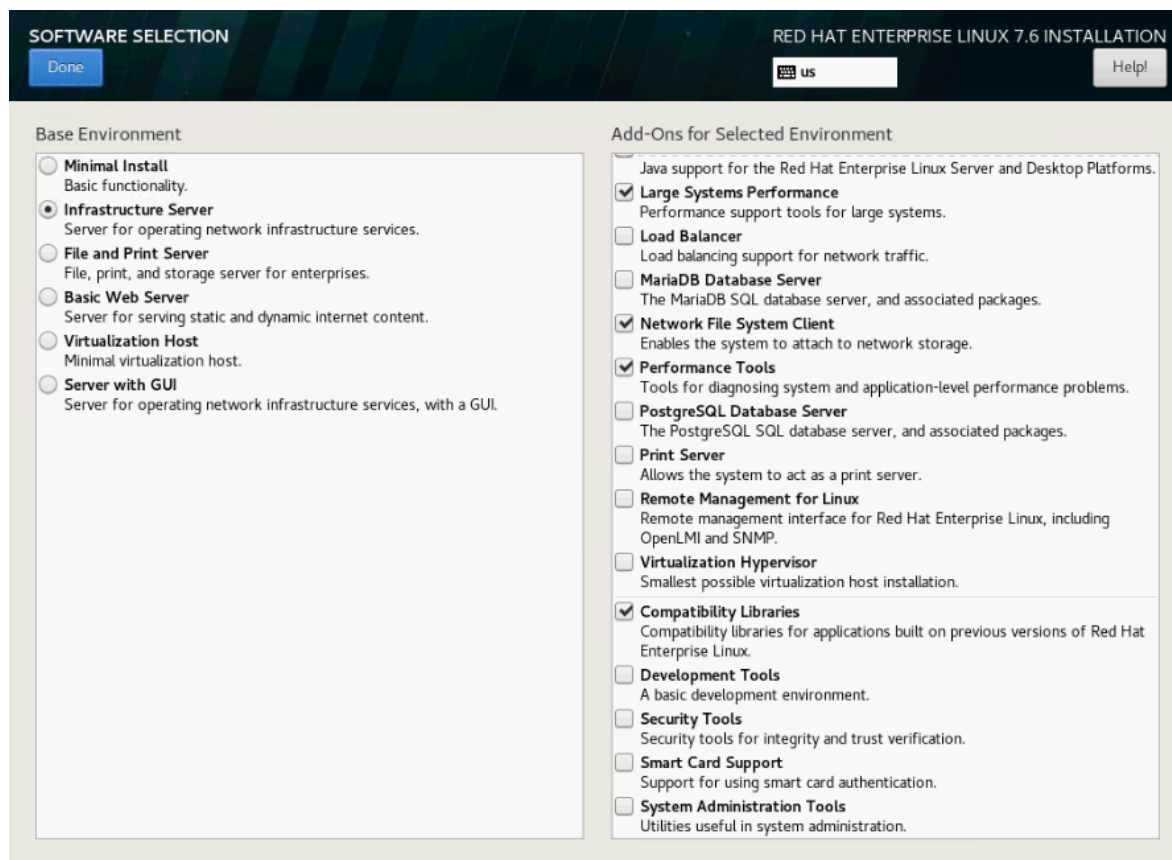 SOFTWARE SELECTION
Done
RED HAT ENTERPRISE LINUX 7.6 INSTALLATION
us
Help!
Base Environment
Minimal Install
Basic functionality.
Infrastructure Server
Server for operating network infrastructure services.
File and Print Server
File, print, and storage server for enterprises.
Basic Web Server
Server for serving static and dynamic internet content.
Virtualization Host
Minimal virtualization host.
Server with GUI
Server for operating network infrastructure services, with a GUI.
Add-Ons for Selected Environment
Java support for the Red Hat Enterprise Linux Server and Desktop Platforms.
Large Systems Performance
Performance support tools for large systems.
Load Balancer
Load balancing support for network traffic.
MariaDB Database Server
The MariaDB SQL database server, and associated packages.
Network File System Client
Enables the system to attach to network storage.
Performance Tools
Tools for diagnosing system and application-level performance problems.
PostgreSQL Database Server
The PostgreSQL SQL database server, and associated packages.
Print Server
Allows the system to act as a print server.
Remote Management for Linux
Remote management interface for Red Hat Enterprise Linux, including
OpenLMI and SNMP.
Virtualization Hypervisor
Smallest possible virtualization host installation.
Compatibility Libraries
Compatibility libraries for applications built on previous versions of Red Hat
Enterprise Linux.
Development Tools
A basic development environment.
Security Tools
Security tools for integrity and trust verification.
Smart Card Support
Support for using smart card authentication.
System Administration Tools
Utilities useful in system administration.